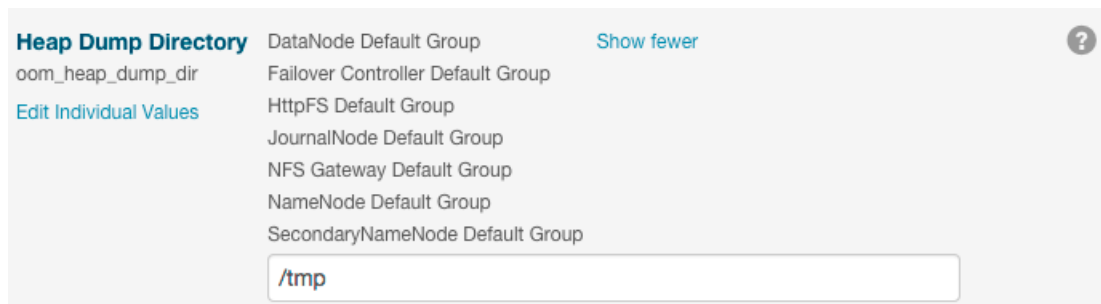 Heap Dump Directory
oom_heap_dump_dir
Edit Individual Values
DataNode Default Group
Show fewer
Failover Controller Default Group
HttpFS Default Group
JournalNode Default Group
NFS Gateway Default Group
NameNode Default Group
SecondaryNameNode Default Group
/tmp
?